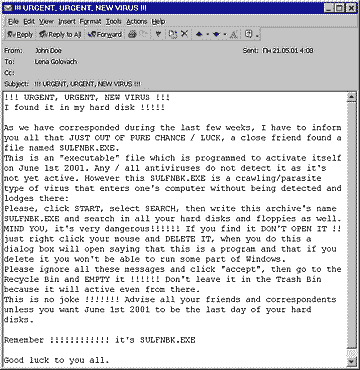 !!! URGENT, URGENT, NEW VIRUS !!!
File Edit View Insert Format Tools Actions Help
Reply Reply to All Forward
From: John Doe Sent: Пн 21.05.01 4:08
To: Lena Golovach
Cc:
Subject: !!! URGENT, URGENT, NEW VIRUS !!!
!!! URGENT, URGENT, NEW VIRUS !!!
I found it in my hard disk !!!!!
As we have corresponded during the last few weeks, I have to inform
you all that JUST OUT OF PURE CHANCE / LUCK, a close friend found a
file named SULFNBK.EXE.
This is an "executable" file which is programmed to activate itself
on June 1st 2001. Any / all antiviruses do not detect it as it's
not yet active. However this SULFNBK.EXE is a crawling/parasite
type of virus that enters one's computer without being detected and
lodges there:
Please, click START, select SEARCH, then write this archive's name
SULFNBK.EXE and search in all your hard disks and floppies as well.
MIND YOU, it's very dangerous!!!!!! If you find it DON'T OPEN IT !!
just right click your mouse and DELETE IT, when you do this a
dialog box will open saying that this is a program and that if you
delete it you won't be able to run some part of Windows.
Please ignore all these messages and click "accept", then go to the
Recycle Bin and EMPTY it !!!!!! Don't leave it in the Trash Bin
because it will active even from there.
This is no joke !!!!!!! Advise all your friends and correspondents
unless you want June 1st 2001 to be the last day of your hard
disks.
Remember !!!!!!!!!!!! it's SULFNBK.EXE
Good luck to you all.